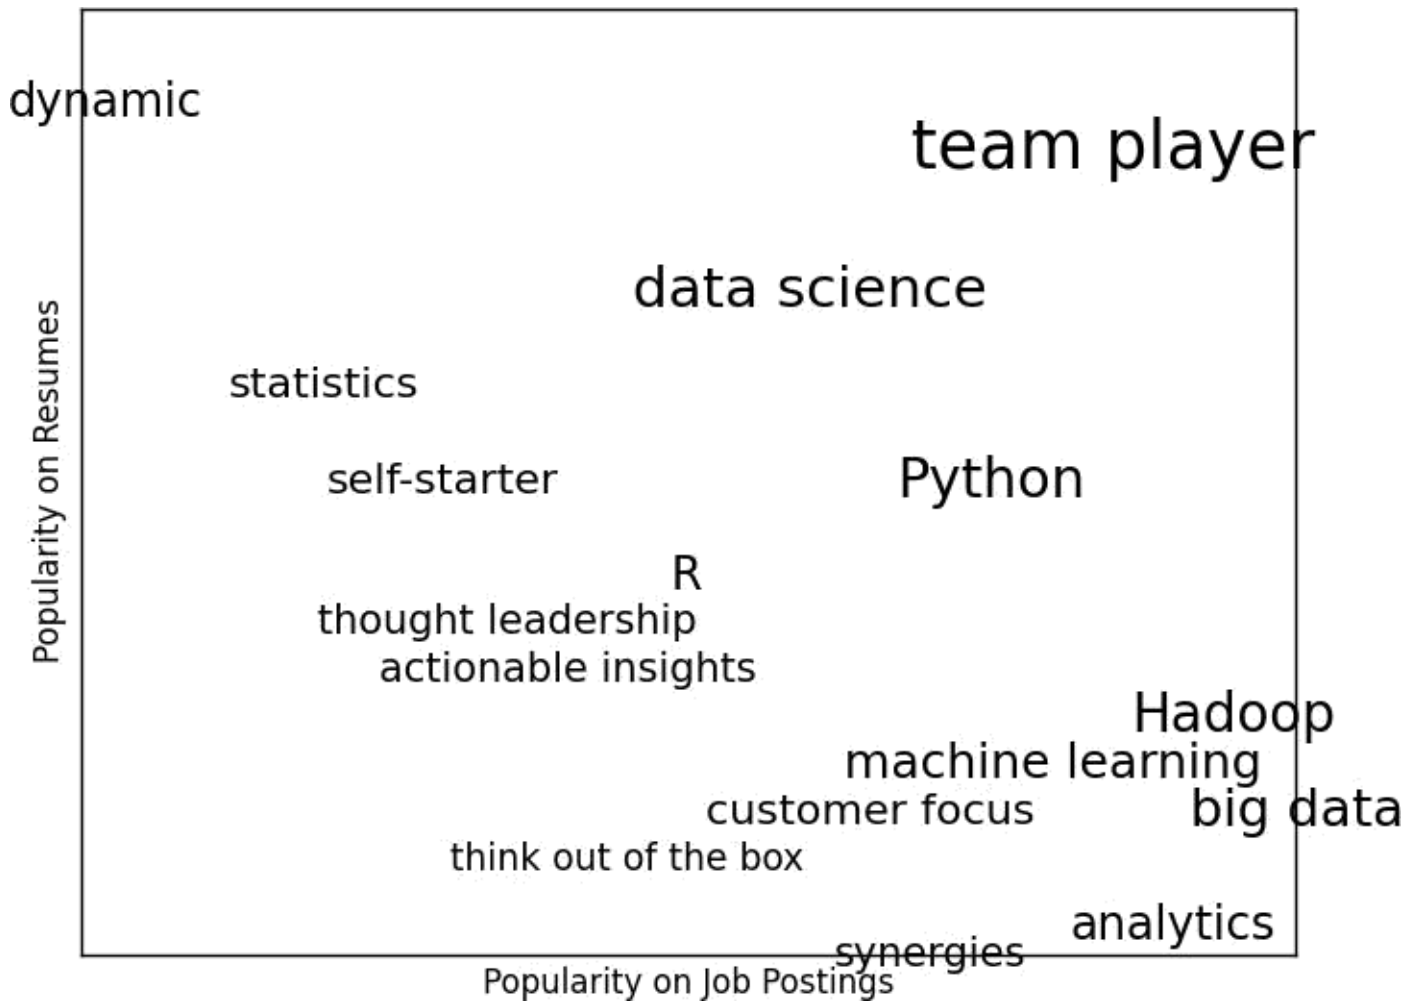 dynamic
team player
data science
statistics
self-starter
Python
R
thought leadership
actionable insights
Hadoop
machine learning
customer focus
big data
think out of the box
analytics
synergies
Popularity on Resumes
Popularity on Job Postings